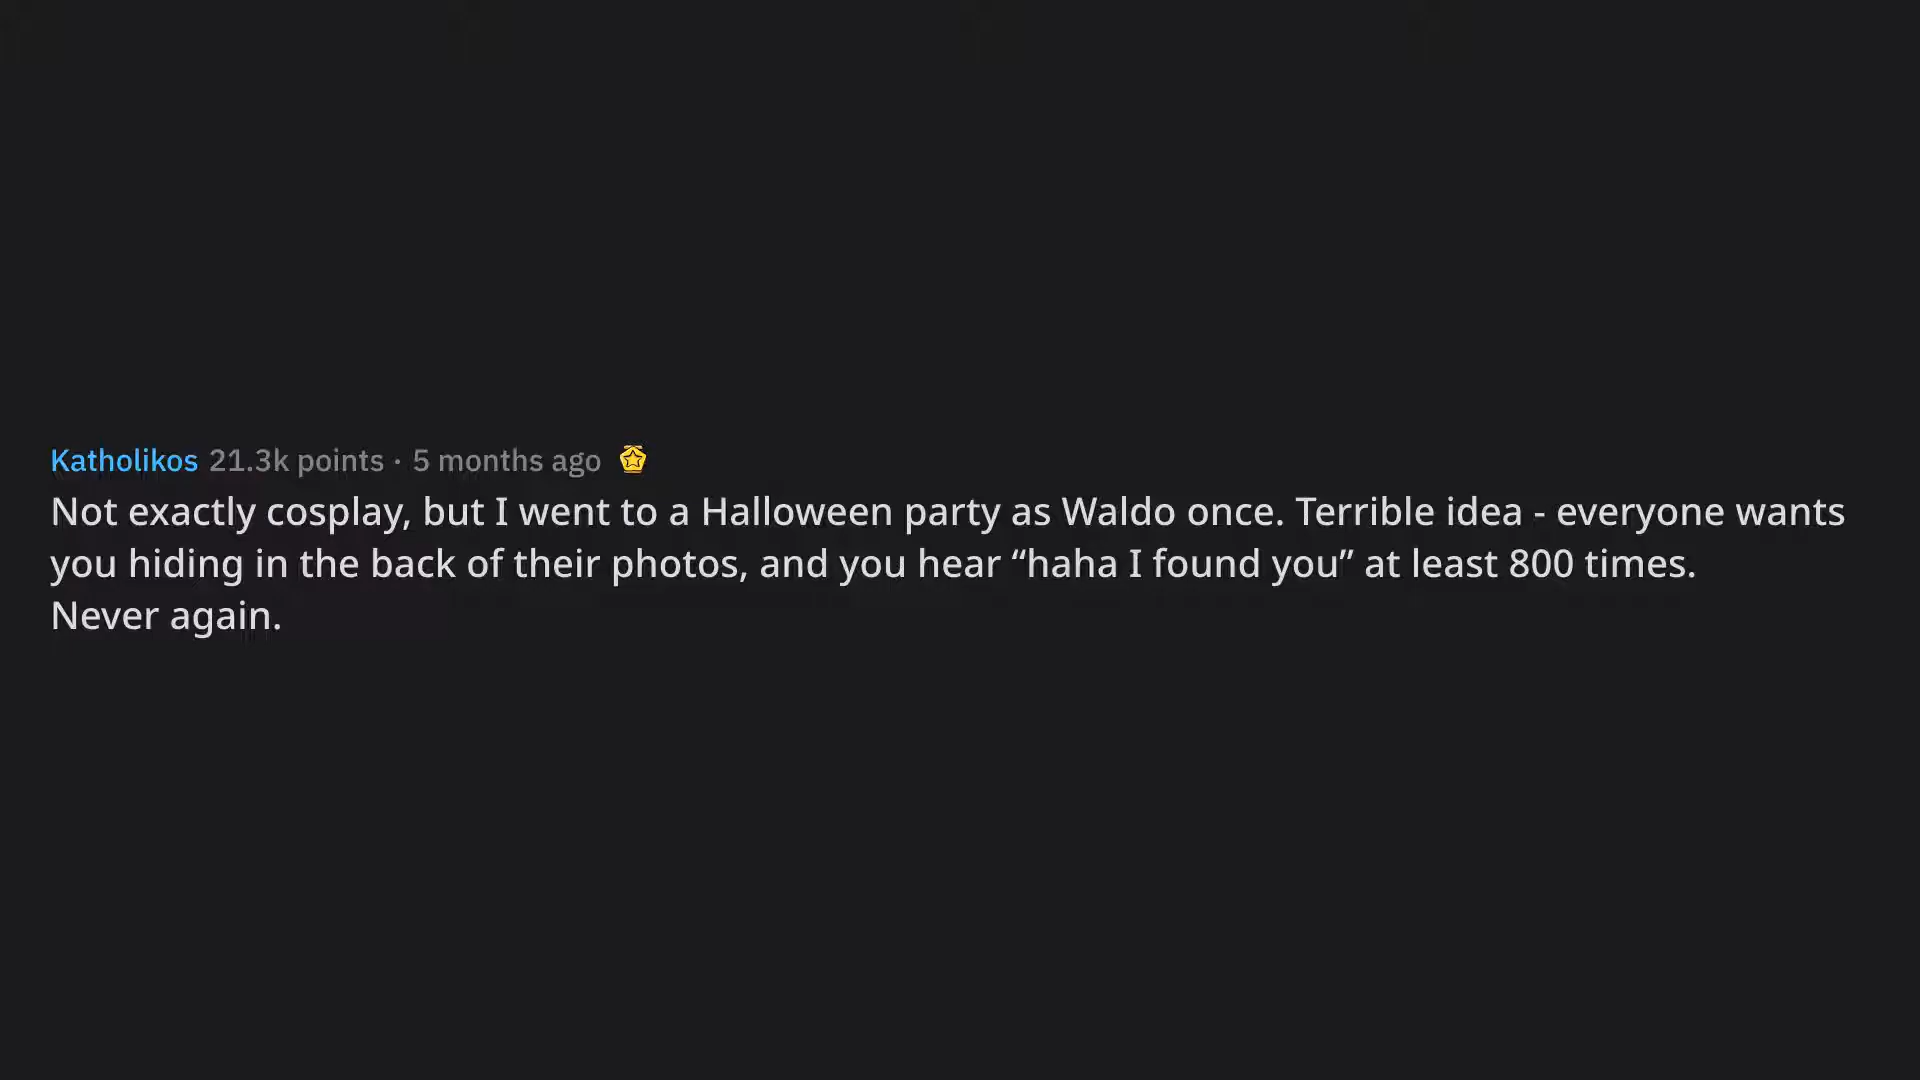 Katholikos 21.3k points · 5 months ago
Not exactly cosplay, but I went to a Halloween party as Waldo once. Terrible idea - everyone wants
you hiding in the back of their photos, and you hear “haha I found you” at least 800 times.
Never again.